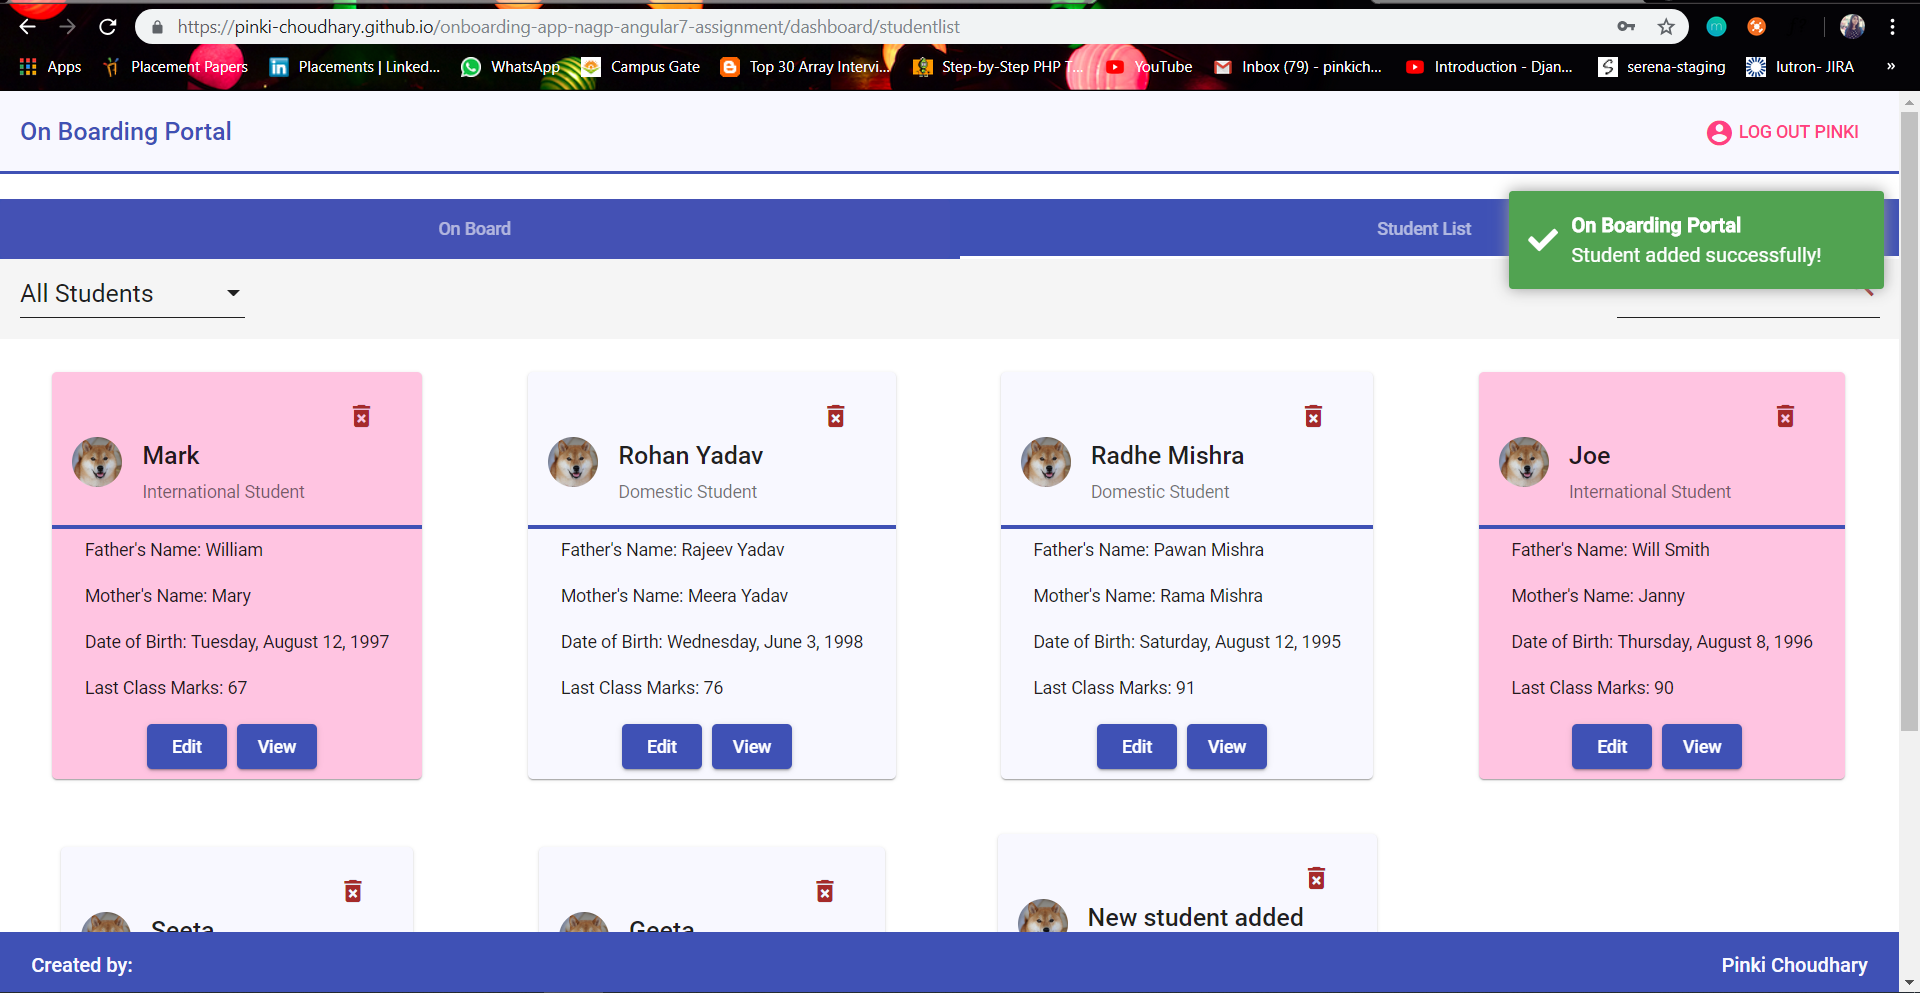 https://pinki-choudhary.github.io/onboarding-app-nagp-angular7-assignment/dashboard/studentlist
Apps Placement Papers Placements | Linked... WhatsApp Campus Gate Top 30 Array Intervi... Step-by-Step PHP T... YouTube Inbox (79) - pinkich... Introduction - Djan... serena-staging lutron- JIRA »
On Boarding Portal
LOG OUT PINKI
On Board
Student List
On Boarding Portal
Student added successfully!
All Students
Mark
International Student
Father's Name: William
Mother's Name: Mary
Date of Birth: Tuesday, August 12, 1997
Last Class Marks: 67
Edit View
Rohan Yadav
Domestic Student
Father's Name: Rajeev Yadav
Mother's Name: Meera Yadav
Date of Birth: Wednesday, June 3, 1998
Last Class Marks: 76
Edit View
Radhe Mishra
Domestic Student
Father's Name: Pawan Mishra
Mother's Name: Rama Mishra
Date of Birth: Saturday, August 12, 1995
Last Class Marks: 91
Edit View
Joe
International Student
Father's Name: Will Smith
Mother's Name: Janny
Date of Birth: Thursday, August 8, 1996
Last Class Marks: 90
Edit View
Seeta
Geeta
New student added
Created by:
Pinki Choudhary